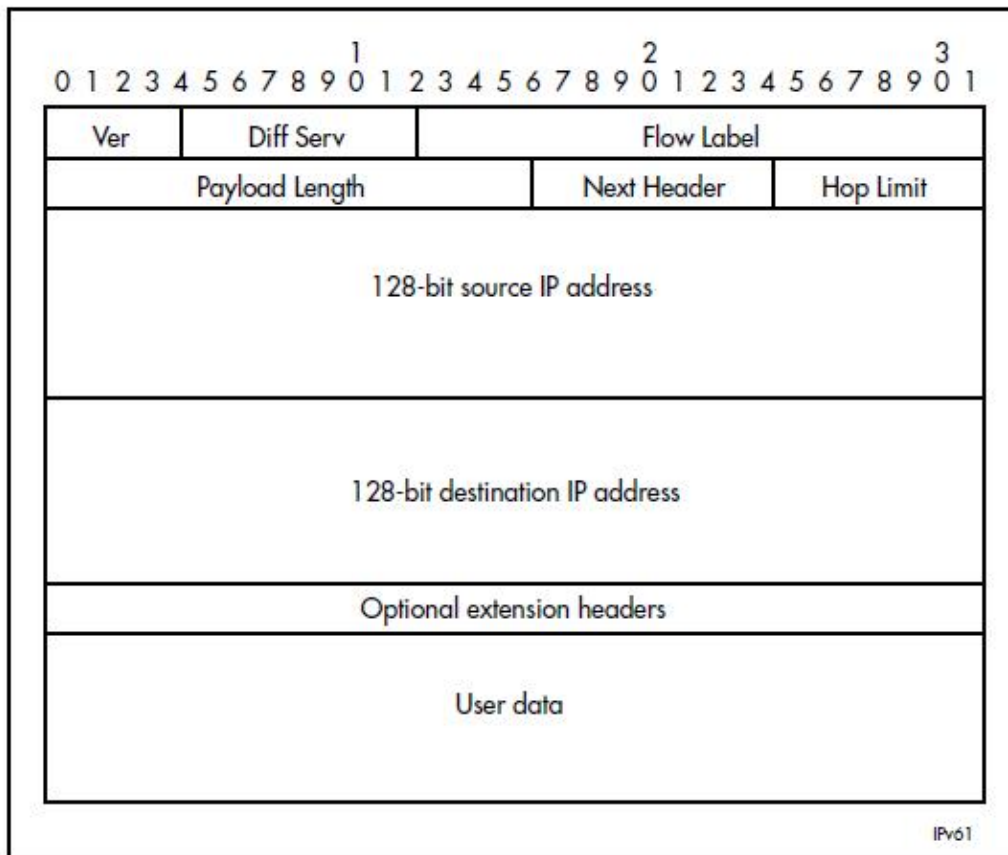 1 2 3
0 1 2 3 4 5 6 7 8 9 0 1 2 3 4 5 6 7 8 9 0 1 2 3 4 5 6 7 8 9 0 1
Ver Diff Serv Flow Label
Payload Length Next Header Hop Limit
128-bit source IP address
128-bit destination IP address
Optional extension headers
User data
IPv61